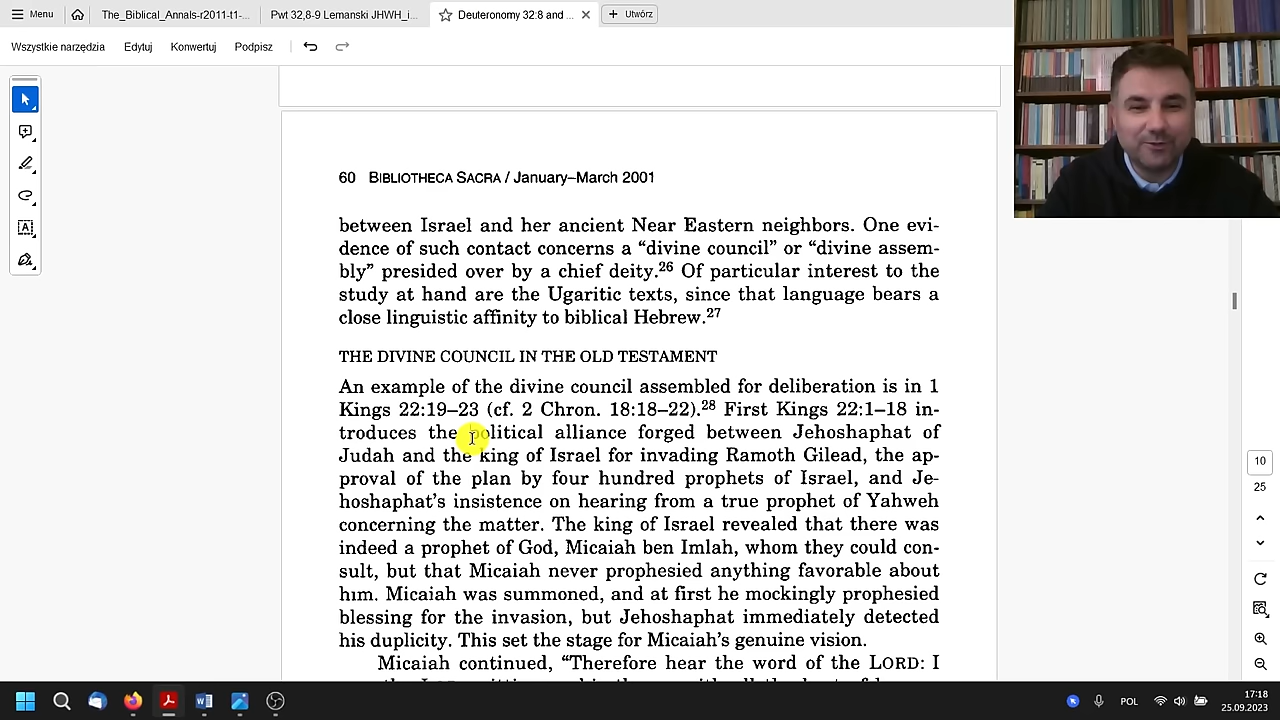 Menu
The_Biblical_Annals-r2011-t1-...
Pwt 32,8-9 Lemanski JHWH_i...
Deuteronomy 32:8 and ...
Utwórz
Wszystkie narzędzia
Edytuj
Konwertuj
Podpisz
60 BIBLIOTHECA SACRA / January–March 2001
between Israel and her ancient Near Eastern neighbors. One evi-
dence of such contact concerns a “divine council” or “divine assem-
bly” presided over by a chief deity.26 Of particular interest to the
study at hand are the Ugaritic texts, since that language bears a
close linguistic affinity to biblical Hebrew.27
THE DIVINE COUNCIL IN THE OLD TESTAMENT
An example of the divine council assembled for deliberation is in 1
Kings 22:19–23 (cf. 2 Chron. 18:18–22).28 First Kings 22:1–18 in-
troduces the political alliance forged between Jehoshaphat of
Judah and the king of Israel for invading Ramoth Gilead, the ap-
proval of the plan by four hundred prophets of Israel, and Je-
hoshaphat’s insistence on hearing from a true prophet of Yahweh
concerning the matter. The king of Israel revealed that there was
indeed a prophet of God, Micaiah ben Imlah, whom they could con-
sult, but that Micaiah never prophesied anything favorable about
him. Micaiah was summoned, and at first he mockingly prophesied
blessing for the invasion, but Jehoshaphat immediately detected
his duplicity. This set the stage for Micaiah’s genuine vision.
Micaiah continued, “Therefore hear the word of the LORD: I
10
25
POL
17:18
25.09.2023